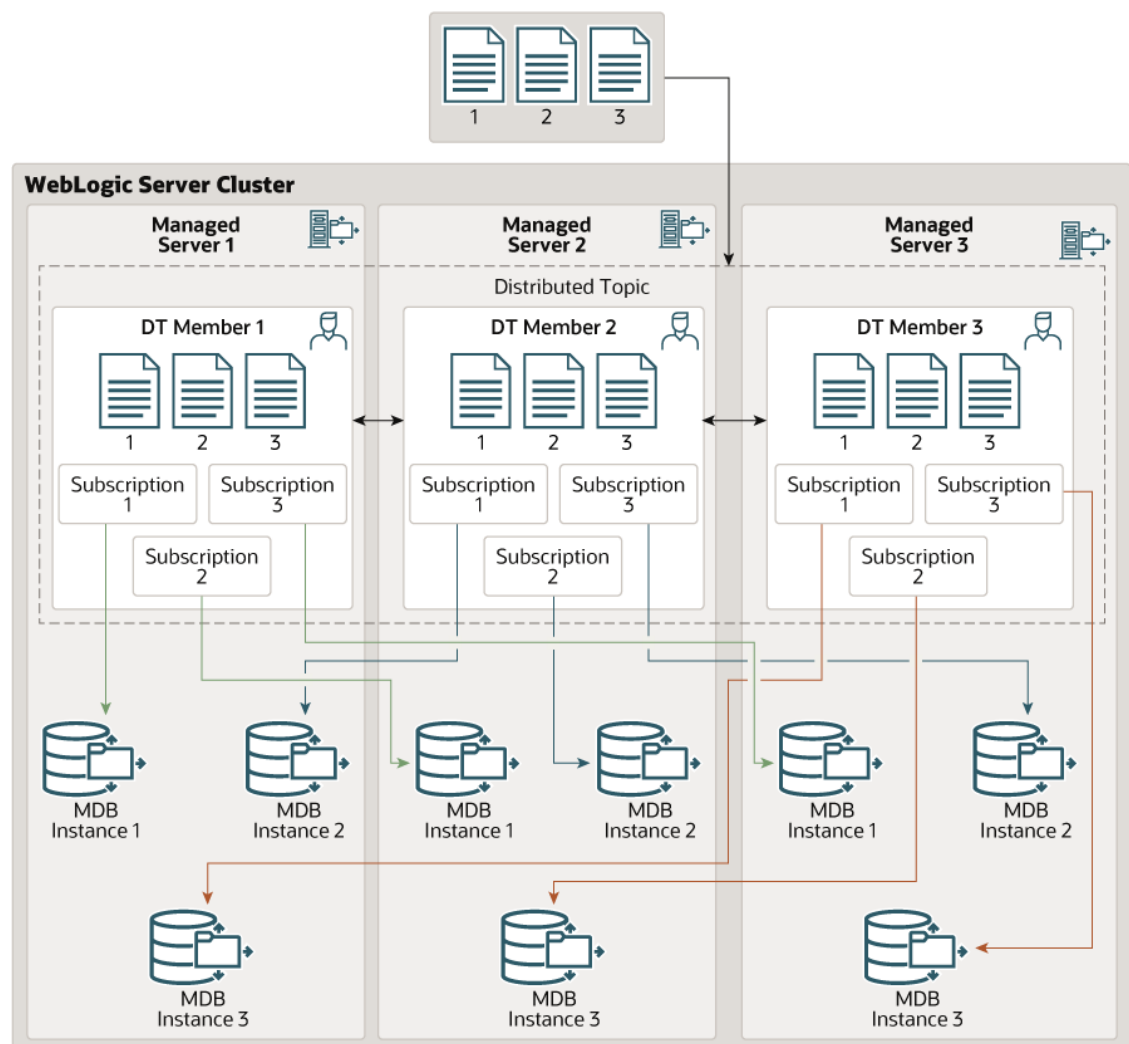 1 2 3
WebLogic Server Cluster
Managed
Server 1
Managed
Server 2
Managed
Server 3
Distributed Topic
DT Member 1
1 2 3
Subscription
1
Subscription
3
Subscription
2
DT Member 2
1 2 3
Subscription
1
Subscription
3
Subscription
2
DT Member 3
1 2 3
Subscription
1
Subscription
3
Subscription
2
MDB
Instance 1
MDB
Instance 2
MDB
Instance 1
MDB
Instance 2
MDB
Instance 1
MDB
Instance 2
MDB
Instance 3
MDB
Instance 3
MDB
Instance 3